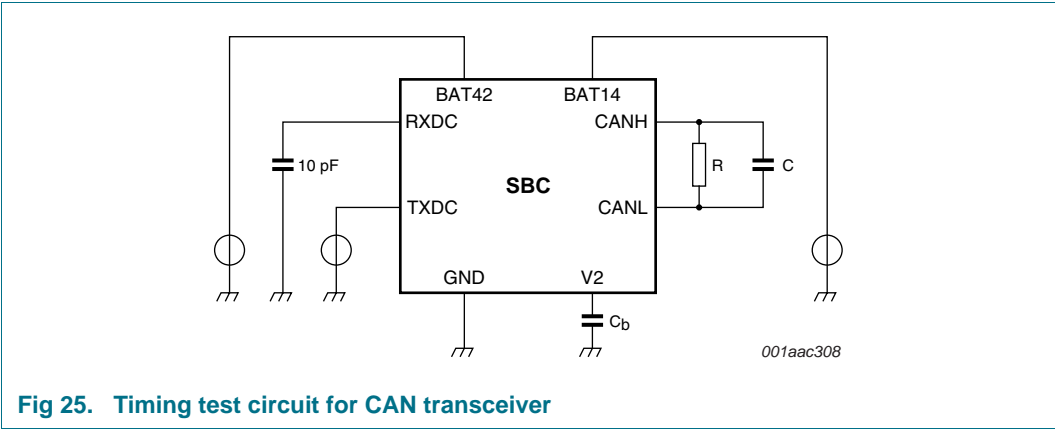 BAT42 BAT14
RXDC CANH
10 pF R C
SBC
TXDC CANL
GND V2
Cb
001aac308
Fig 25. Timing test circuit for CAN transceiver